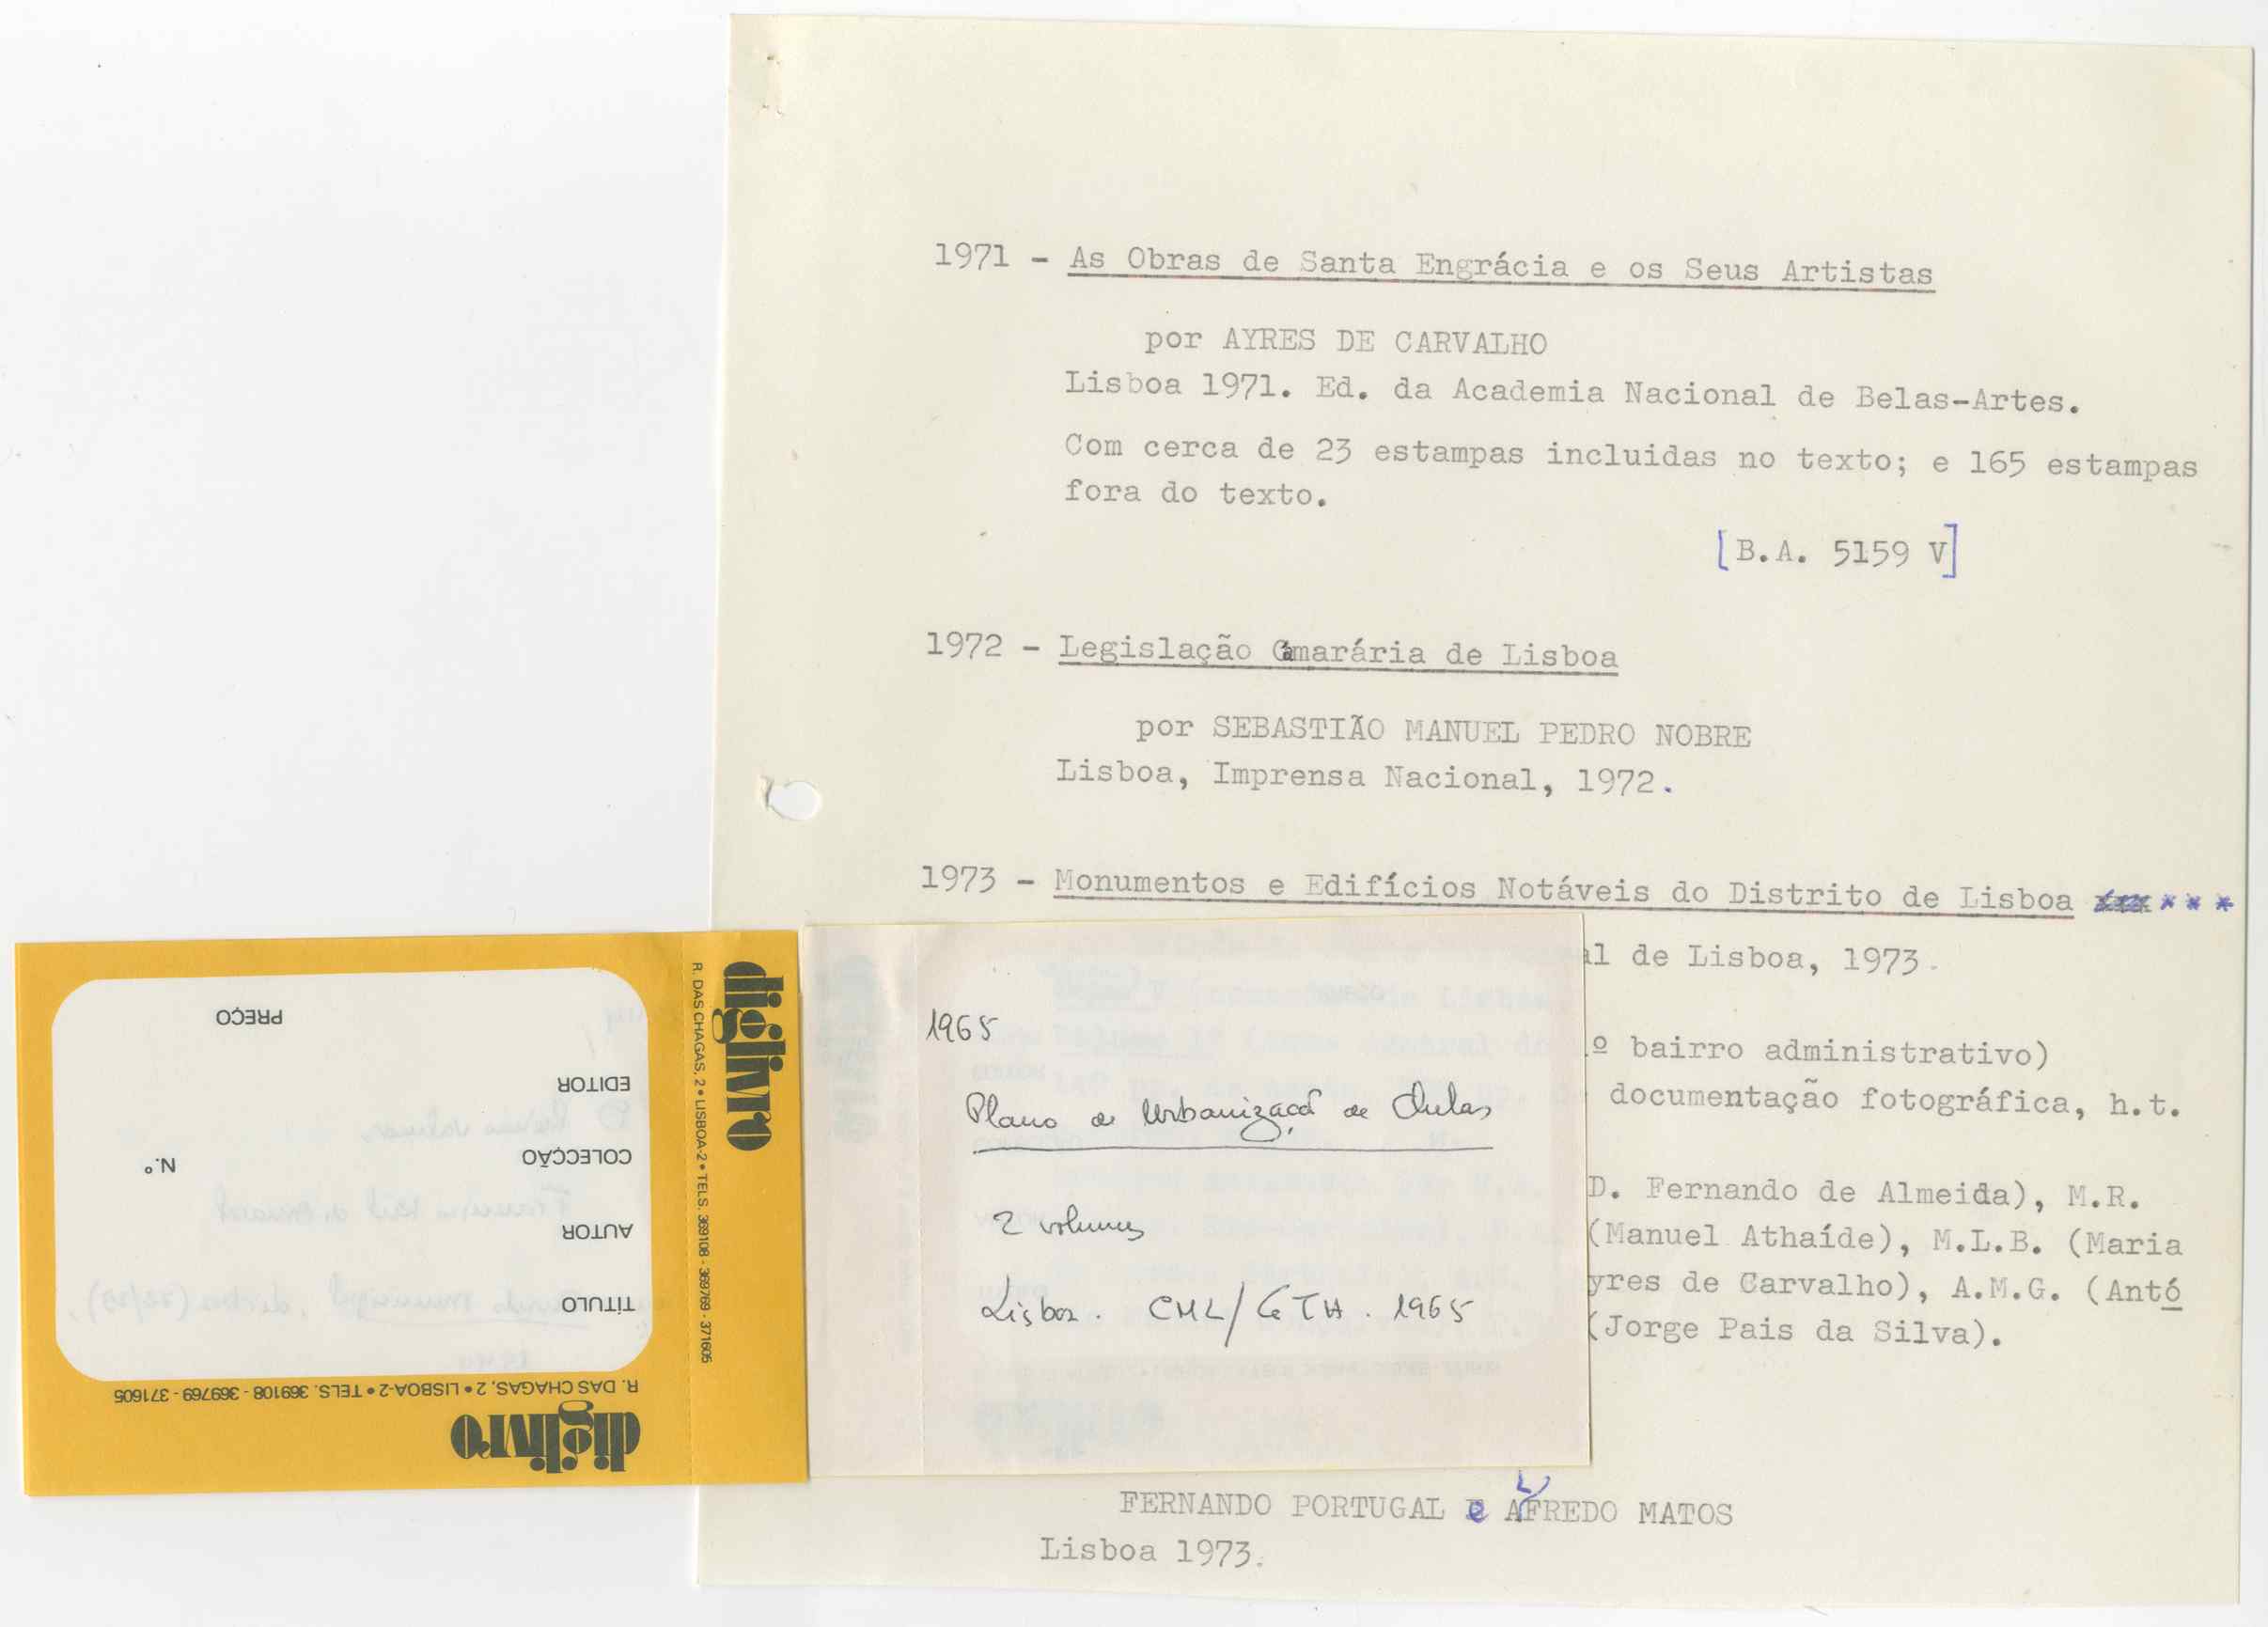 1971 - As Obras de Santa Engrácia e os Seus Artistas
por AYRES DE CARVALHO
Lisboa 1971. Ed. da Academia Nacional de Belas-Artes.
Com cerca de 23 estampas incluidas no texto; e 165 estampas
fora do texto.
[B.A. 5159 V]
1972 - Legislação Camarária de Lisboa
por SEBASTIÃO MANUEL PEDRO NOBRE
Lisboa, Imprensa Nacional, 1972.
1973 - Monumentos e Edifícios Notáveis do Distrito de Lisboa
al de Lisboa, 1973.
º bairro administrativo)
documentação fotográfica, h.t.
D. Fernando de Almeida), M.R.
(Manuel Athaíde), M.L.B. (Maria
yres de Carvalho), A.M.G. (Antó
(Jorge Pais da Silva).
FERNANDO PORTUGAL e ALFREDO MATOS
Lisboa 1973.
1965
Plano de Urbanização de Chelas
2 volumes
Lisboa. CML/GTH. 1965
digélivro
R. DAS CHAGAS, 2 • LISBOA-2 • TELS. 369108 - 369769 - 371605
digélivro
R. DAS CHAGAS, 2 • LISBOA-2 • TELS. 369108 - 369769 - 371605
TÍTULO
AUTOR
COLECÇÃO N.º
EDITOR
PREÇO